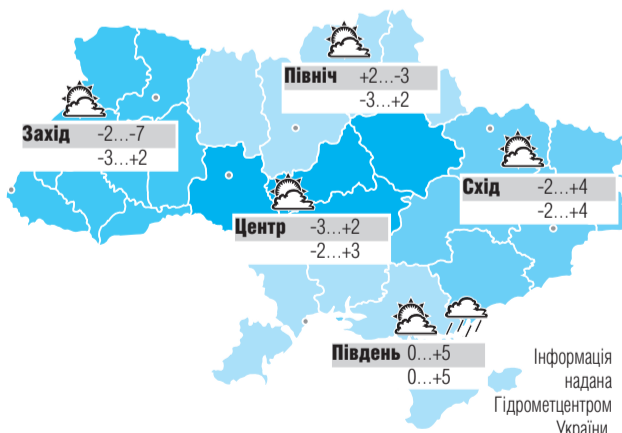 Північ +2...-3
-3...+2
Захід -2...-7
-3...+2
Схід -2...+4
-2...+4
Центр -3...+2
-2...+3
Південь 0...+5
0...+5
Інформація
надана
Гідрометцентром
України.